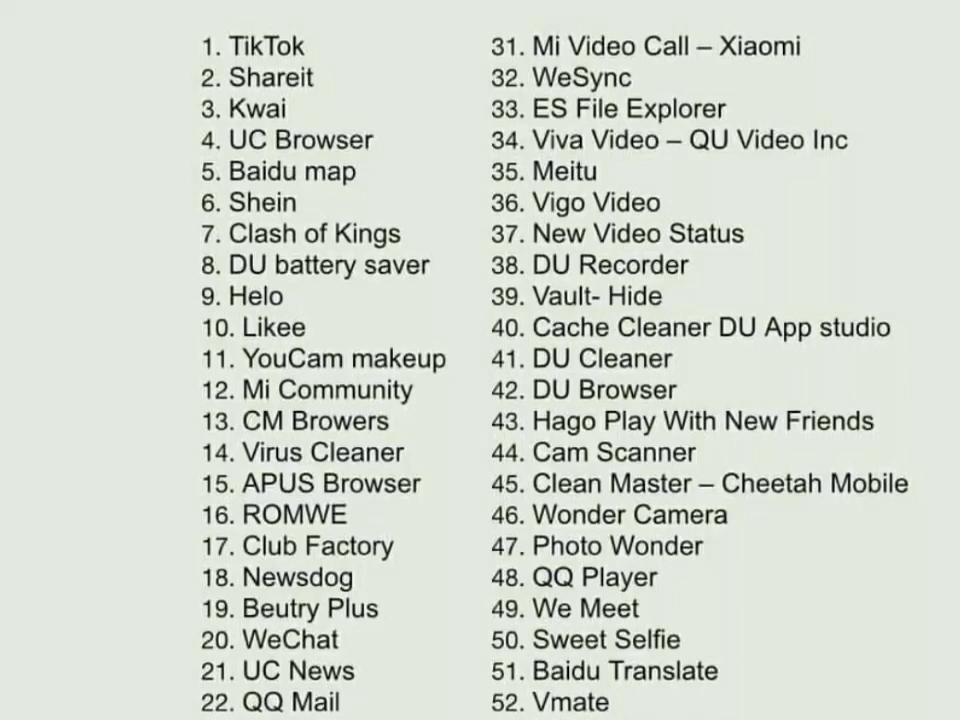 1. TikTok
2. Shareit
3. Kwai
4. UC Browser
5. Baidu map
6. Shein
7. Clash of Kings
8. DU battery saver
9. Helo
10. Likee
11. YouCam makeup
12. Mi Community
13. CM Browers
14. Virus Cleaner
15. APUS Browser
16. ROMWE
17. Club Factory
18. Newsdog
19. Beutry Plus
20. WeChat
21. UC News
22. QQ Mail
31. Mi Video Call – Xiaomi
32. WeSync
33. ES File Explorer
34. Viva Video – QU Video Inc
35. Meitu
36. Vigo Video
37. New Video Status
38. DU Recorder
39. Vault- Hide
40. Cache Cleaner DU App studio
41. DU Cleaner
42. DU Browser
43. Hago Play With New Friends
44. Cam Scanner
45. Clean Master – Cheetah Mobile
46. Wonder Camera
47. Photo Wonder
48. QQ Player
49. We Meet
50. Sweet Selfie
51. Baidu Translate
52. Vmate